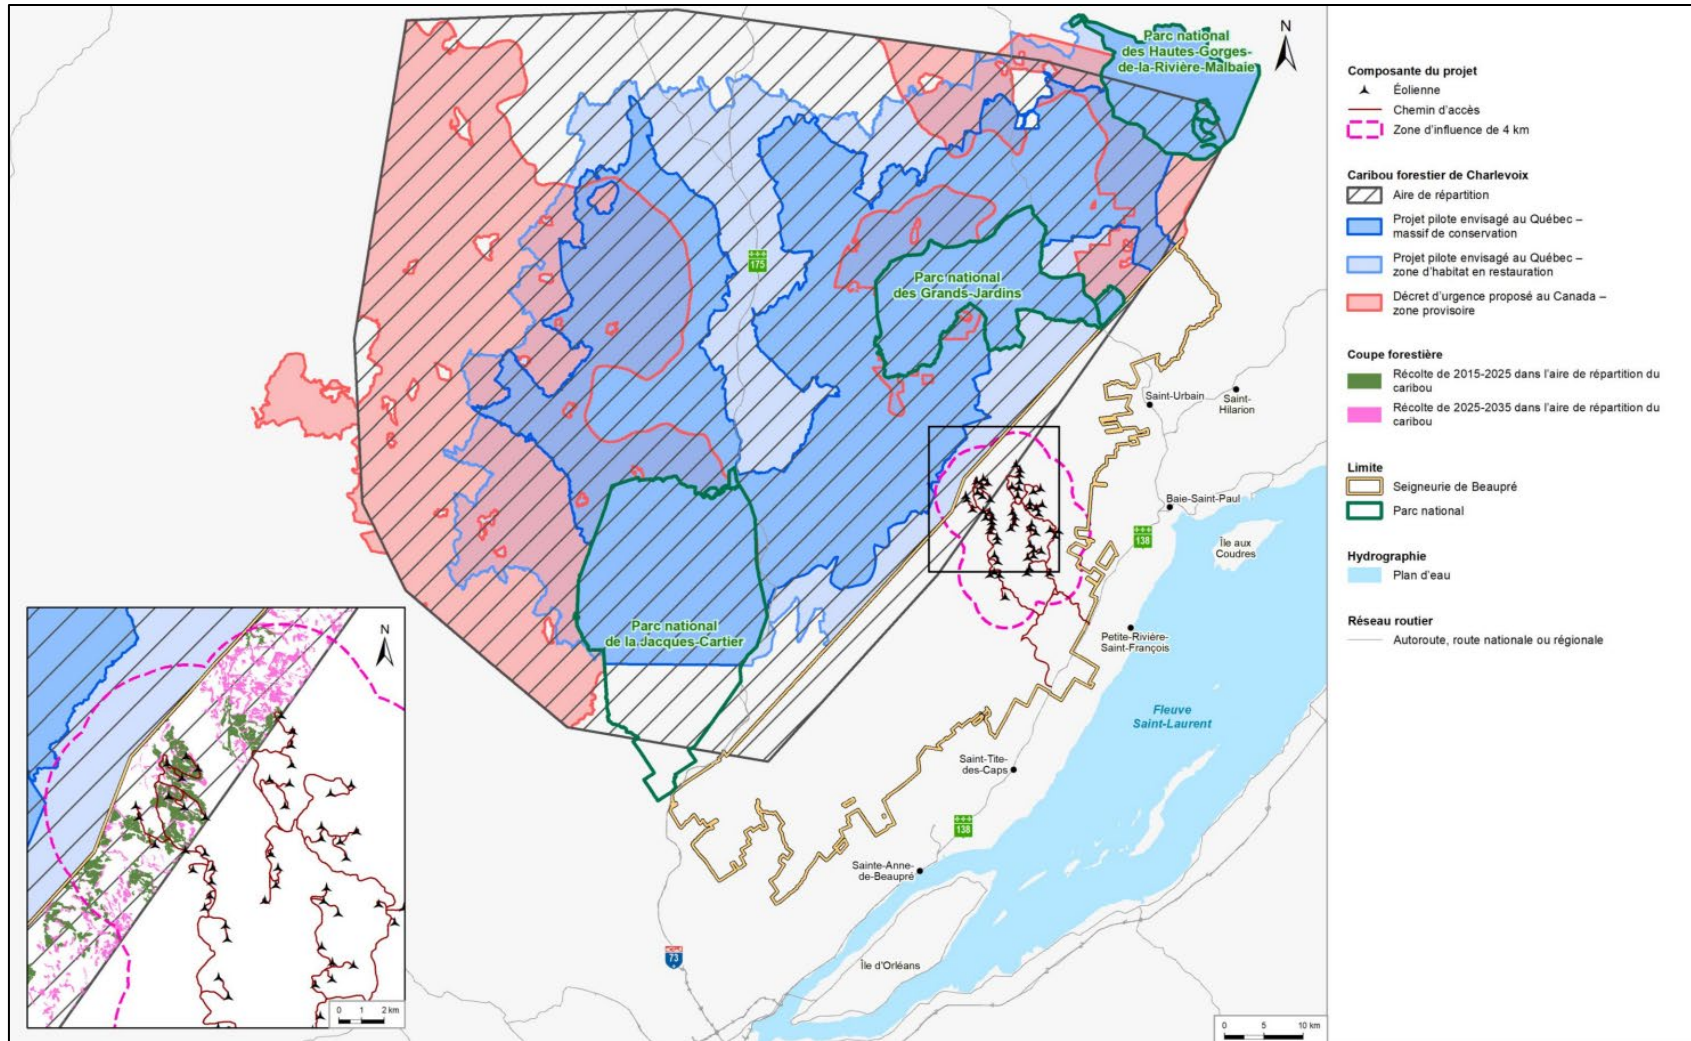 Parc national
des Hautes-Gorges-
de-la-Rivière-Malbaie
N
175
Parc national
des Grands-Jardins
Saint-Urbain
Saint-
Hilarion
Baie-Saint-Paul
138
Île aux
Coudres
Parc national
de la Jacques-Cartier
Petite-Rivière-
Saint-François
Fleuve
Saint-Laurent
Saint-Tite-
des-Caps
138
Sainte-Anne-
de-Beaupré
Île d'Orléans
73
N
0 1 2 km
0 5 10 km
Composante du projet
Éolienne
Chemin d'accès
Zone d'influence de 4 km
Caribou forestier de Charlevoix
Aire de répartition
Projet pilote envisagé au Québec –
massif de conservation
Projet pilote envisagé au Québec –
zone d'habitat en restauration
Décret d'urgence proposé au Canada –
zone provisoire
Coupe forestière
Récolte de 2015-2025 dans l'aire de répartition du
caribou
Récolte de 2025-2035 dans l'aire de répartition du
caribou
Limite
Seigneurie de Beaupré
Parc national
Hydrographie
Plan d'eau
Réseau routier
Autoroute, route nationale ou régionale